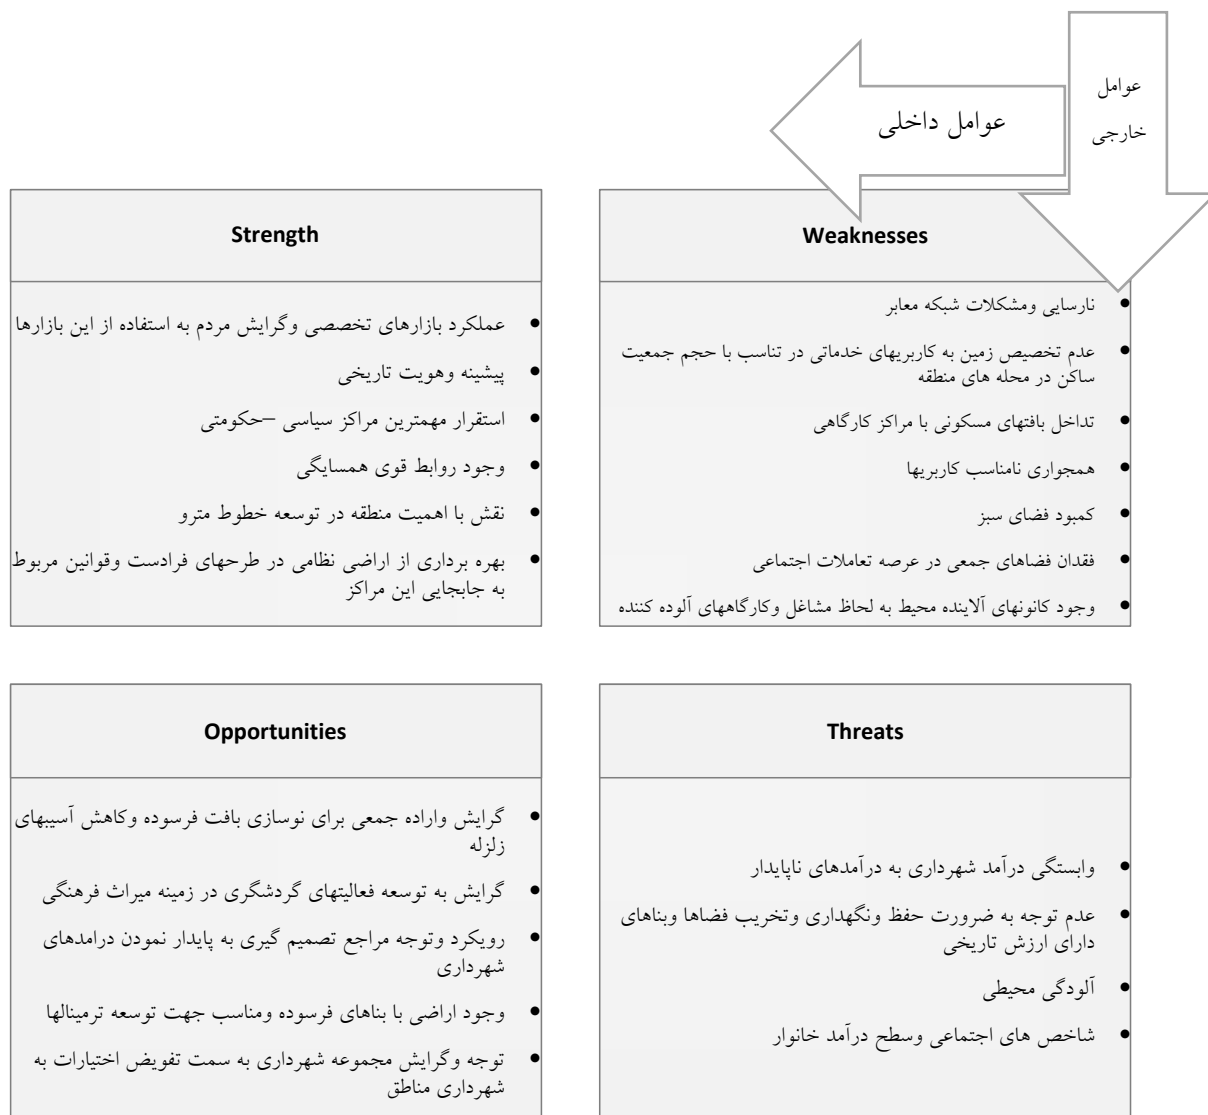 عوامل
خارجی
عوامل داخلی
Strength
عملکرد بازارهای تخصصی وگرایش مردم به استفاده از این بازارها
پیشینه وهویت تاریخی
استقرار مهمترین مراکز سیاسی –حکومتی
وجود روابط قوی همسایگی
نقش با اهمیت منطقه در توسعه خطوط مترو
بهره برداری از اراضی نظامی در طرحهای فرادست وقوانین مربوط
به جابجایی این مراکز
Weaknesses
نارسایی ومشکلات شبکه معابر
عدم تخصیص زمین به کاربریهای خدماتی در تناسب با حجم جمعیت
ساکن در محله های منطقه
تداخل بافتهای مسکونی با مراکز کارگاهی
همجواری نامناسب کاربریها
کمبود فضای سبز
فقدان فضاهای جمعی در عرصه تعاملات اجتماعی
وجود کانونهای آلاینده محیط به لحاظ مشاغل وکارگاههای آلوده کننده
Opportunities
گرایش واراده جمعی برای نوسازی بافت فرسوده وکاهش آسیبهای
زلزله
گرایش به توسعه فعالیتهای گردشگری در زمینه میراث فرهنگی
رویکرد وتوجه مراجع تصمیم گیری به پایدار نمودن درامدهای
شهرداری
وجود اراضی با بناهای فرسوده ومناسب جهت توسعه ترمینالها
توجه وگرایش مجموعه شهرداری به سمت تفویض اختیارات به
شهرداری مناطق
Threats
وابستگی درآمد شهرداری به درآمدهای ناپایدار
عدم توجه به ضرورت حفظ ونگهداری وتخریب فضاها وبناهای
دارای ارزش تاریخی
آلودگی محیطی
شاخص های اجتماعی وسطح درآمد خانوار